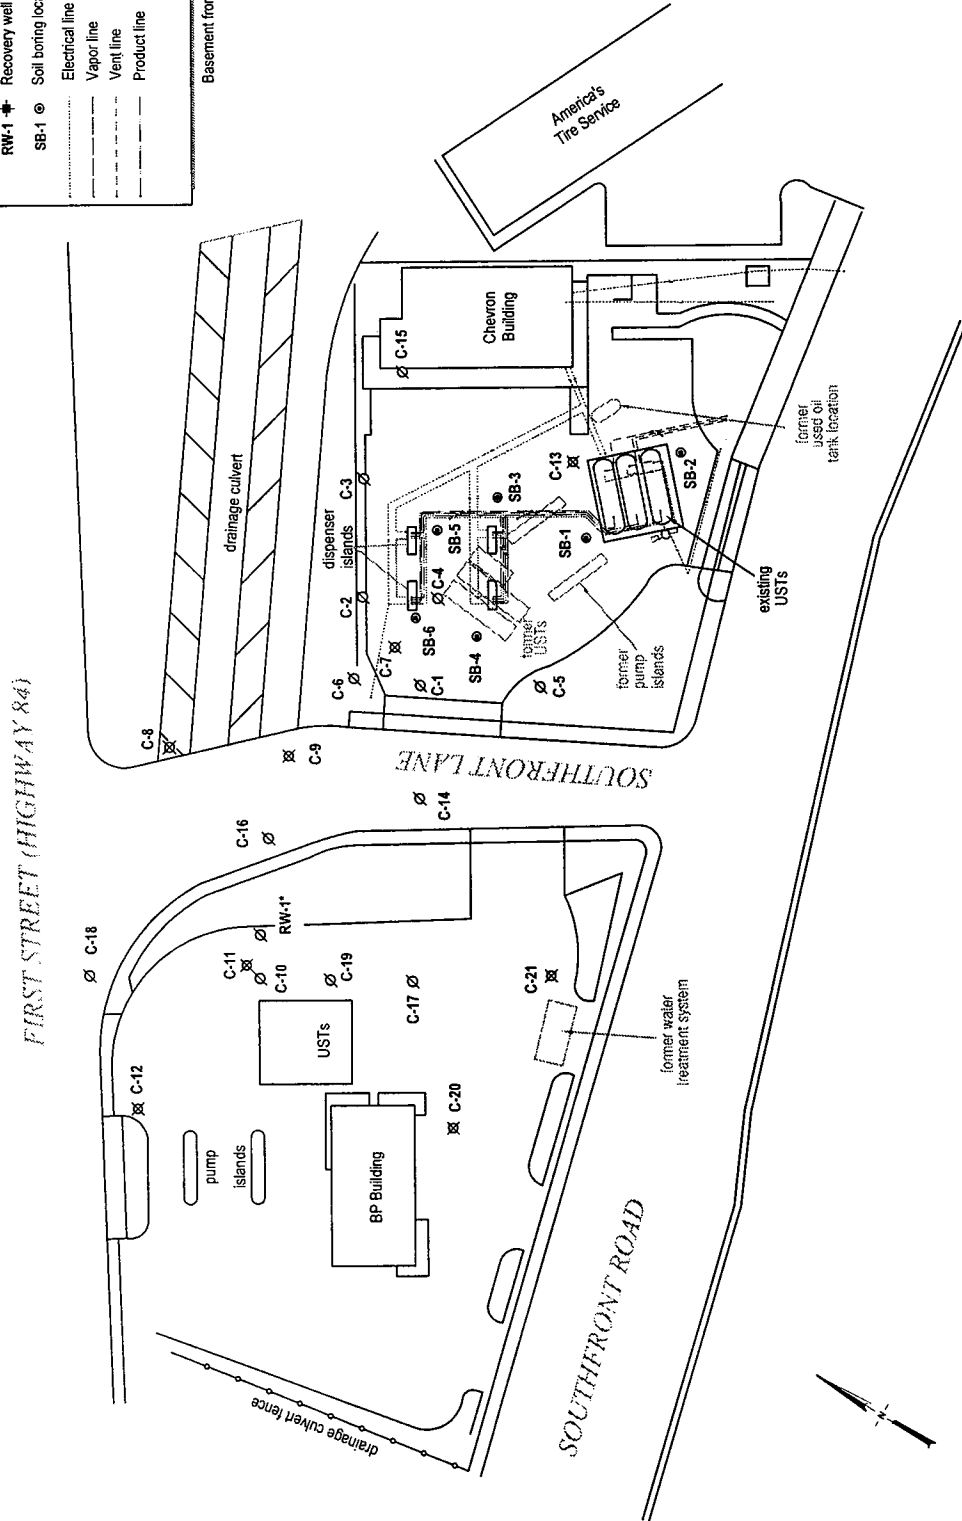 RW-1 Recovery well
SB-1 Soil boring loc
Electrical line
Vapor line
Vent line
Product line
Basement from
FIRST STREET (HIGHWAY 84)
America's
Tire Service
drainage culvert
Chevron
Building
C-15
C-3
dispenser
islands
C-2
C-13
SB-3
SB-2
SB-5
SB-1
C-4
C-7
SB-6
SB-4
C-6
C-1
C-5
former
USTs
former
pump
islands
existing
USTs
former
used oil
tank location
C-8
C-9
SOUTHFRONT LANE
C-14
C-16
C-18
RW-1*
C-11
C-10
C-19
C-17
C-21
USTs
former water
treatment system
C-12
C-20
pump
islands
BP Building
SOUTHFRONT ROAD
drainage culvert fence
N